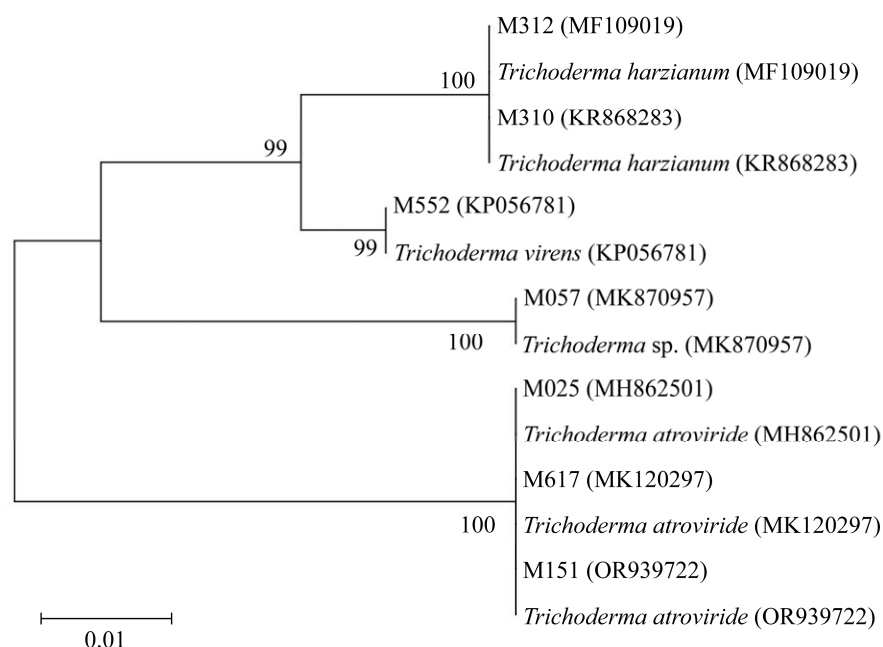 M312 (MF109019)
100
Trichoderma harzianum (MF109019)
M310 (KR868283)
99
Trichoderma harzianum (KR868283)
M552 (KP056781)
99
Trichoderma virens (KP056781)
M057 (MK870957)
100
Trichoderma sp. (MK870957)
M025 (MH862501)
Trichoderma atroviride (MH862501)
M617 (MK120297)
100
Trichoderma atroviride (MK120297)
M151 (OR939722)
Trichoderma atroviride (OR939722)
0.01